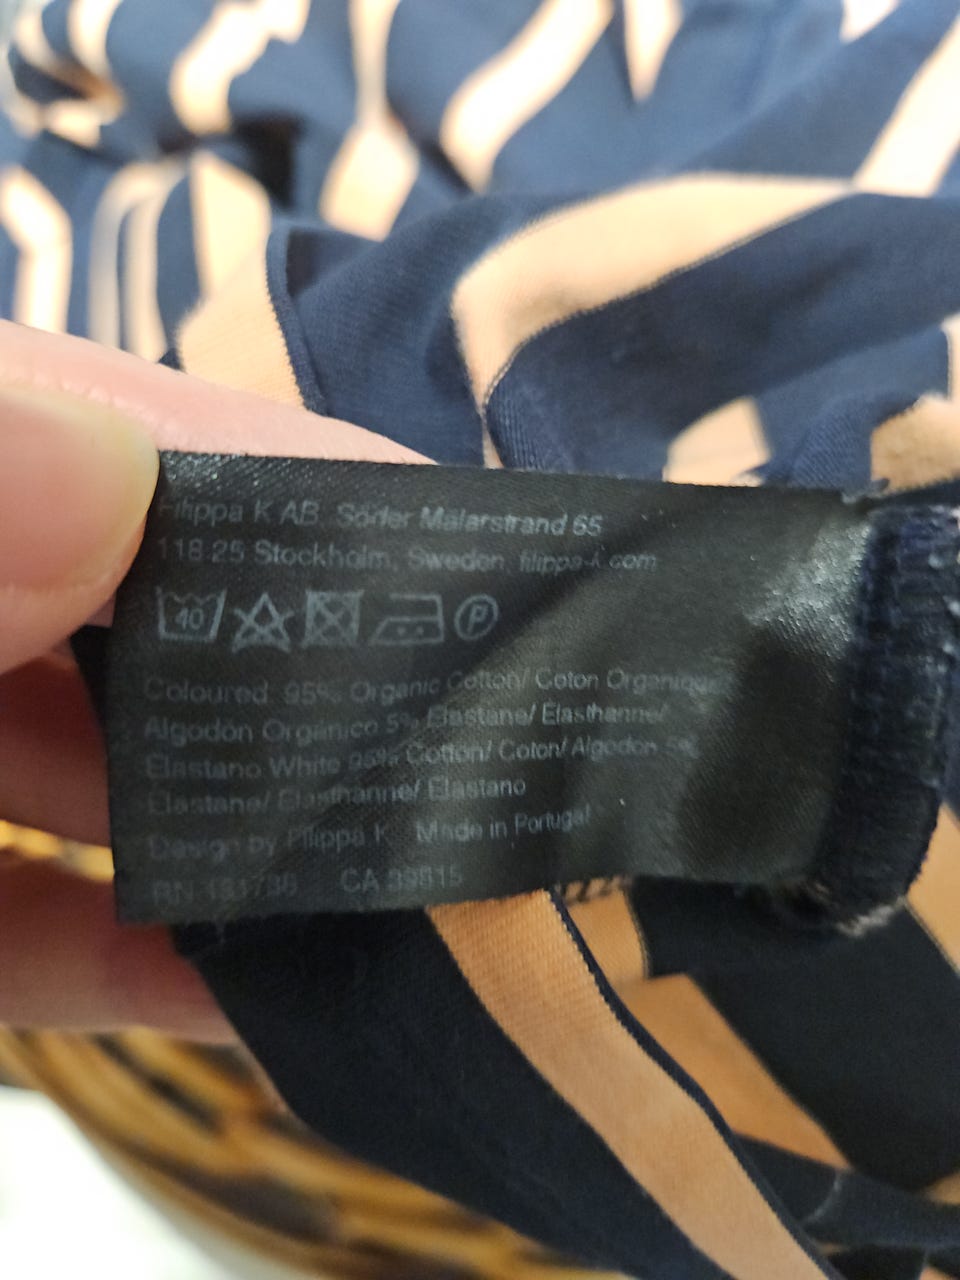 Filippa K AB, Söder Mälarstrand 65
118 25 Stockholm, Sweden, filippa-k.com
40 P
Coloured 95% Organic Cotton/ Coton Organique/
Algodón Orgánico 5% Elastane/ Elasthanne/
Elastano White 95% Cotton/ Coton/ Algodon 5%
Elastane/ Elasthanne/ Elastano
Design by Filippa K Made in Portugal
RN CA 39815